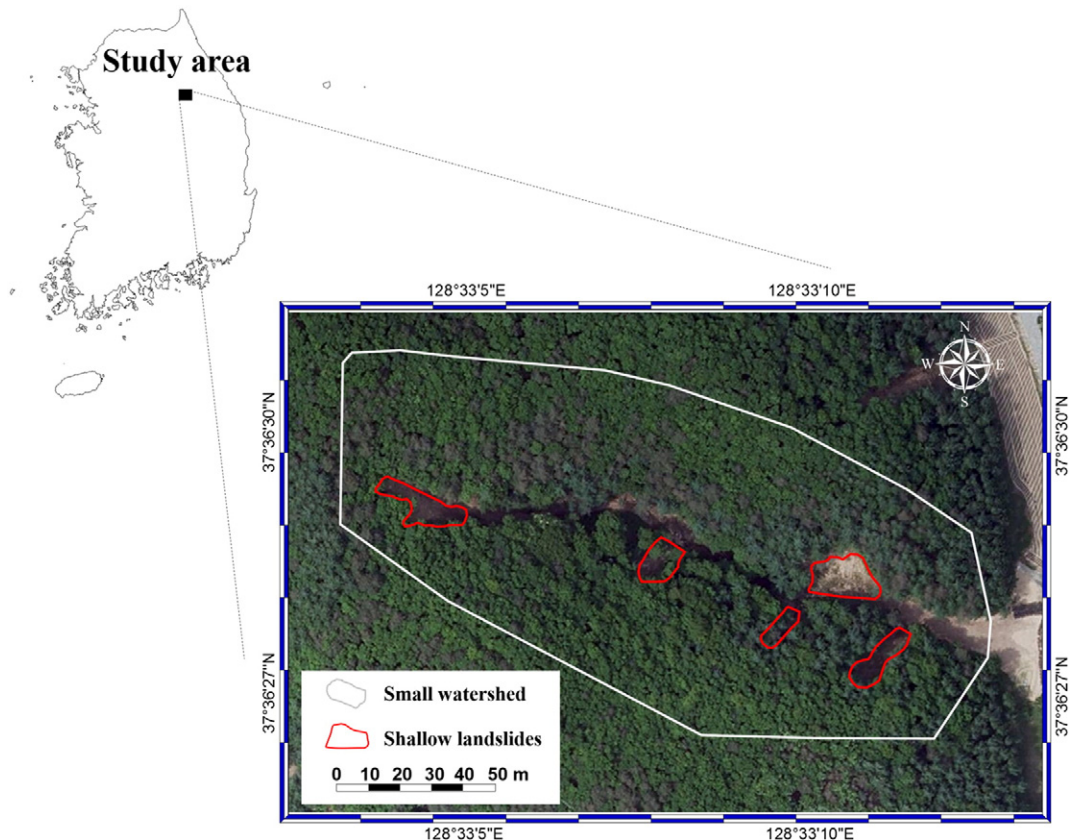 Study area
128°33'5"E
128°33'10"E
N
W
E
S
37°36'30"N
37°36'30"N
37°36'27"N
37°36'27"N
Small watershed
Shallow landslides
0 10 20 30 40 50 m
128°33'5"E
128°33'10"E